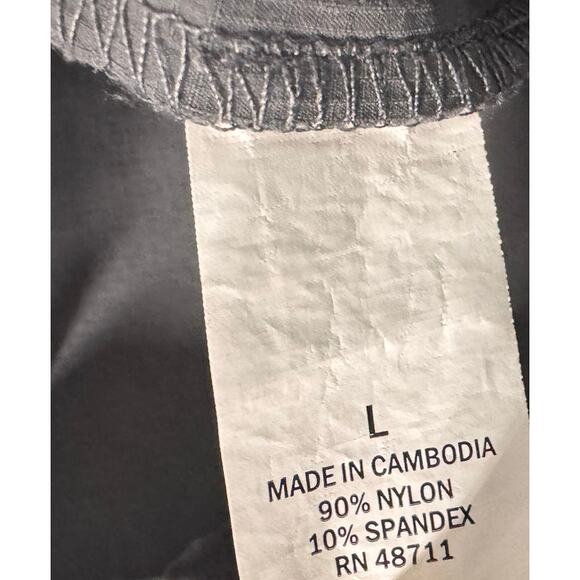 L
MADE IN CAMBODIA
90% NYLON
10% SPANDEX
RN 48711